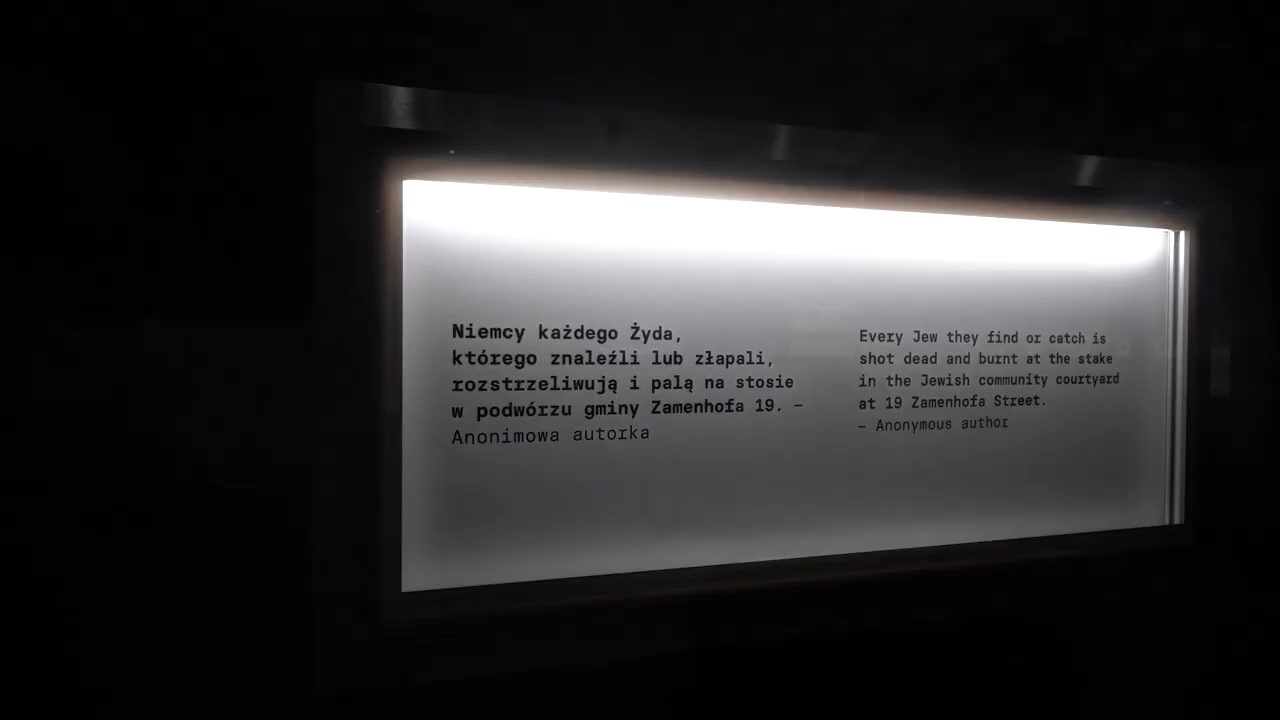 Niemcy każdego Żyda,
którego znaleźli lub złapali,
rozstrzeliwują i palą na stosie
w podwórzu gminy Zamenhofa 19. –
Anonimowa autorka
Every Jew they find or catch is
shot dead and burnt at the stake
in the Jewish community courtyard
at 19 Zamenhofa Street.
– Anonymous author